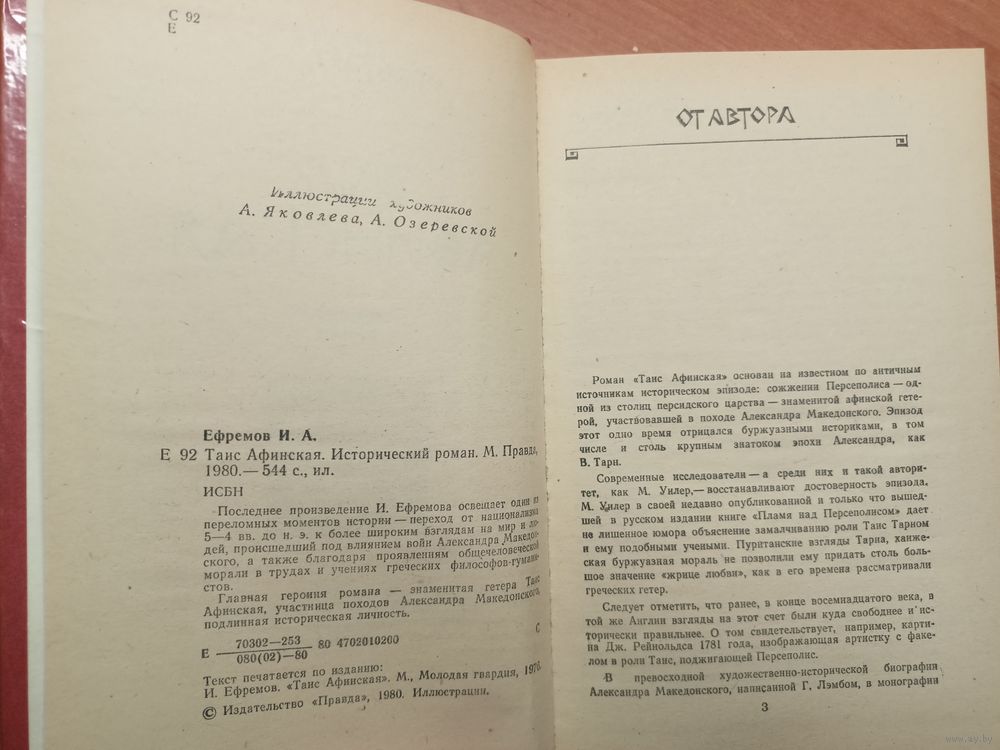 С 92
Е
Иллюстрации художников
А. Яковлева, А. Озеревской
Ефремов И. А.
Е 92 Таис Афинская. Исторический роман. М. Правда,
1980.— 544 с., ил.
ИСБН
Последнее произведение И. Ефремова освещает один из
переломных моментов истории — переход от национализма
5—4 вв. до н. э. к более широким взглядам на мир и лю-
дей, происшедший под влиянием войн Александра Македон-
ского, а также благодаря проявлениям общечеловеческой
морали в трудах и учениях греческих философов-гумани-
стов.
Главная героиня романа — знаменитая гетера Таис
Афинская, участница походов Александра Македонского,
подлинная историческая личность.
Е 70302—253 80 4702010200 С
080(02)—80
Текст печатается по изданию:
И. Ефремов. «Таис Афинская». М., Молодая гвардия, 1976.
© Издательство «Правда», 1980. Иллюстрации.
ОТ АВТОРА
Роман «Таис Афинская» основан на известном по античным
источникам историческом эпизоде: сожжении Персеполиса — од-
ной из столиц персидского царства — знаменитой афинской гете-
рой, участвовавшей в походе Александра Македонского. Эпизод
этот одно время отрицался буржуазными историками, в том
числе и столь крупным знатоком эпохи Александра, как
В. Тарн.
Современные исследователи — а среди них и такой автори-
тет, как М. Уилер,— восстанавливают достоверность эпизода.
М. Уилер в своей недавно опубликованной и только что вышед-
шей в русском издании книге «Пламя над Персеполисом» дает
не лишенное юмора объяснение замалчиванию роли Таис Тарном
и ему подобными учеными. Пуританские взгляды Тарна, ханже-
ская буржуазная мораль не позволили ему придать столь боль-
шое значение «жрице любви», как в его времена рассматривали
греческих гетер.
Следует отметить, что ранее, в конце восемнадцатого века, в
той же Англии взгляды на этот счет были куда свободнее и ис-
торически правильнее. О том свидетельствует, например, карти-
на Дж. Рейнольдса 1781 года, изображающая артистку с факе-
лом в роли Таис, поджигающей Персеполис.
В превосходной художественно-исторической биографии
Александра Македонского, написанной Г. Лэмбом, в монографии
3
www.ay.by